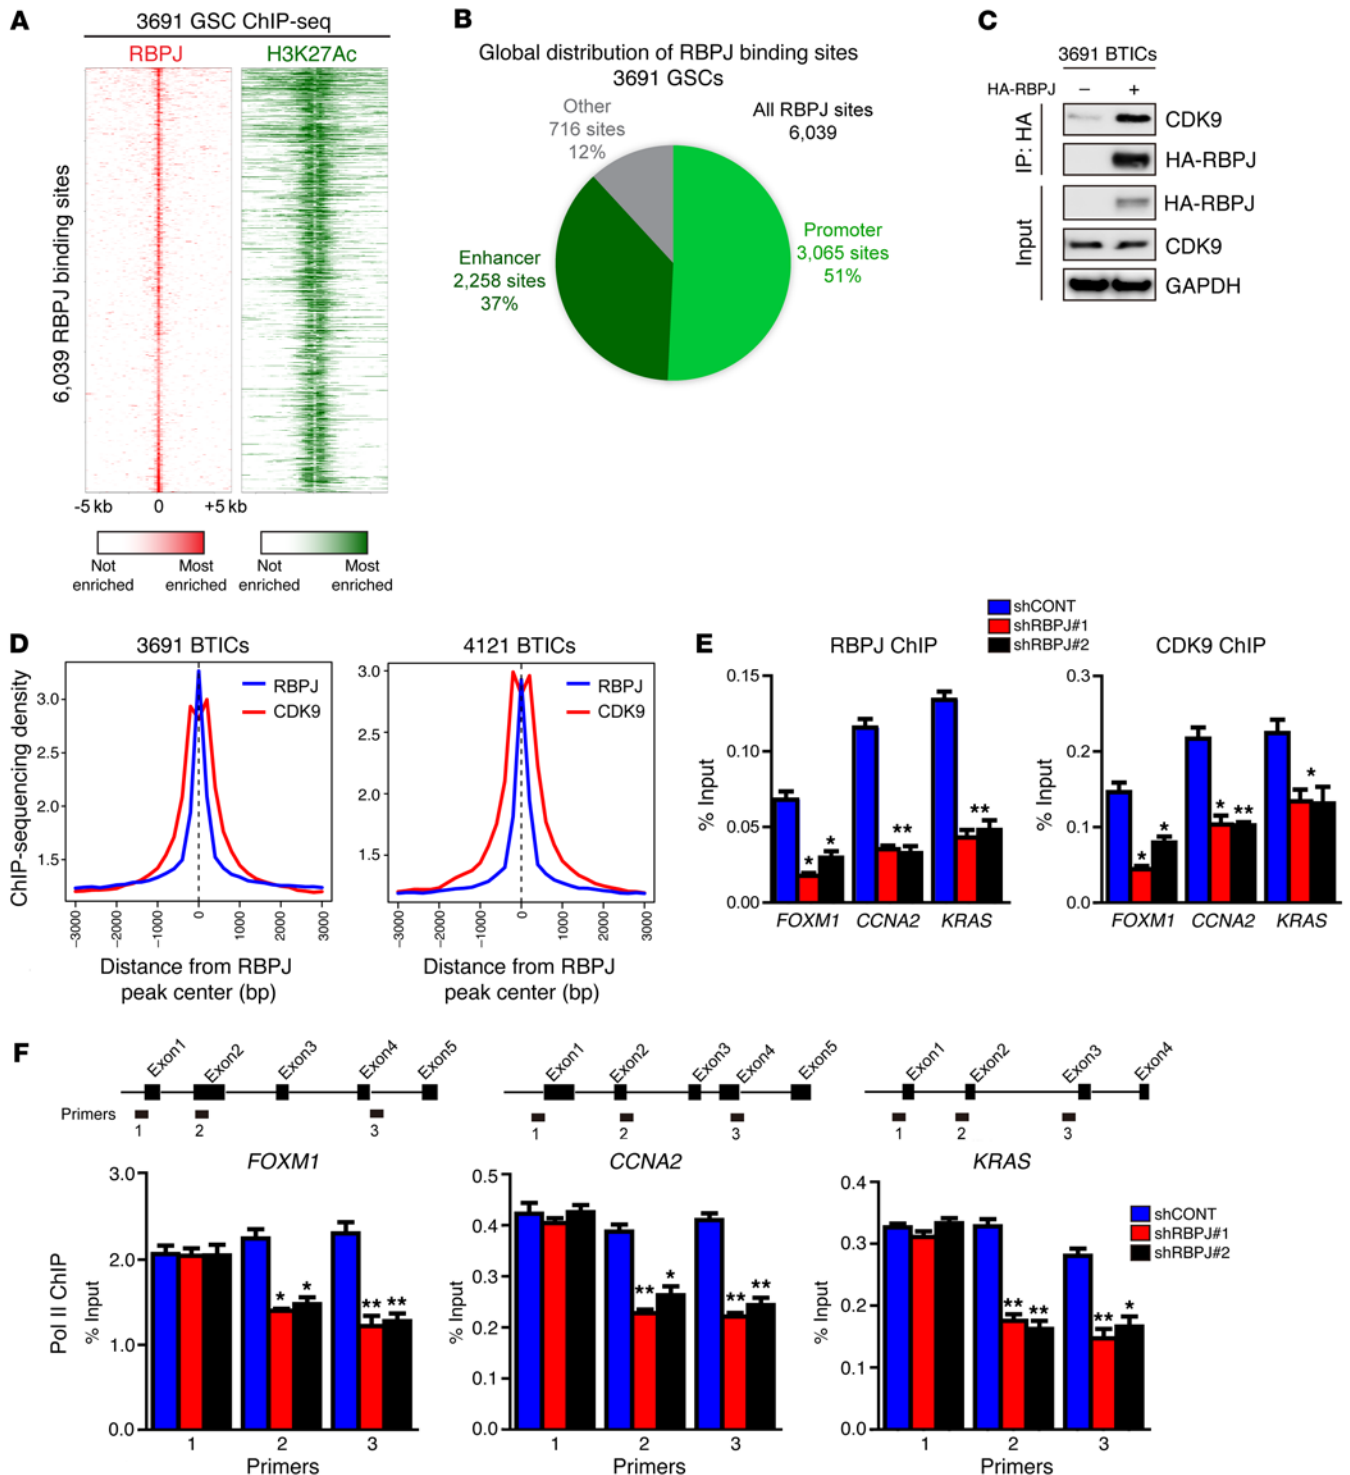 A
3691 GSC ChIP-seq
RBPJ
H3K27Ac
6,039 RBPJ binding sites
-5 kb
0
+5 kb
Not enriched
Most enriched
Not enriched
Most enriched
B
Global distribution of RBPJ binding sites
3691 GSCs
Other
716 sites
12%
All RBPJ sites
6,039
Promoter
3,065 sites
51%
Enhancer
2,258 sites
37%
C
3691 BTICs
HA-RBPJ − +
IP: HA
CDK9
HA-RBPJ
Input
HA-RBPJ
CDK9
GAPDH
D
3691 BTICs
ChIP-sequencing density
3.0
2.5
2.0
1.5
RBPJ
CDK9
−3000
−2000
−1000
0
1000
2000
3000
Distance from RBPJ
peak center (bp)
4121 BTICs
3.0
2.5
2.0
1.5
RBPJ
CDK9
−3000
−2000
−1000
0
1000
2000
3000
Distance from RBPJ
peak center (bp)
E
shCONT
shRBPJ#1
shRBPJ#2
RBPJ ChIP
% Input
0.15
0.10
0.05
0.00
* * ** **
FOXM1 CCNA2 KRAS
CDK9 ChIP
% Input
0.3
0.2
0.1
0.0
* * * ** *
FOXM1 CCNA2 KRAS
F
Exon1 Exon2 Exon3 Exon4 Exon5
Primers
1 2 3
FOXM1
Pol II ChIP
% Input
3.0
2.0
1.0
0.0
* * ** **
1 2 3
Primers
Exon1 Exon2 Exon3 Exon4 Exon5
1 2 3
CCNA2
0.5
0.4
0.3
0.2
0.1
0.0
** * ** **
1 2 3
Primers
Exon1 Exon2 Exon3 Exon4
1 2 3
KRAS
0.4
0.3
0.2
0.1
0.0
** ** ** *
1 2 3
Primers
shCONT
shRBPJ#1
shRBPJ#2